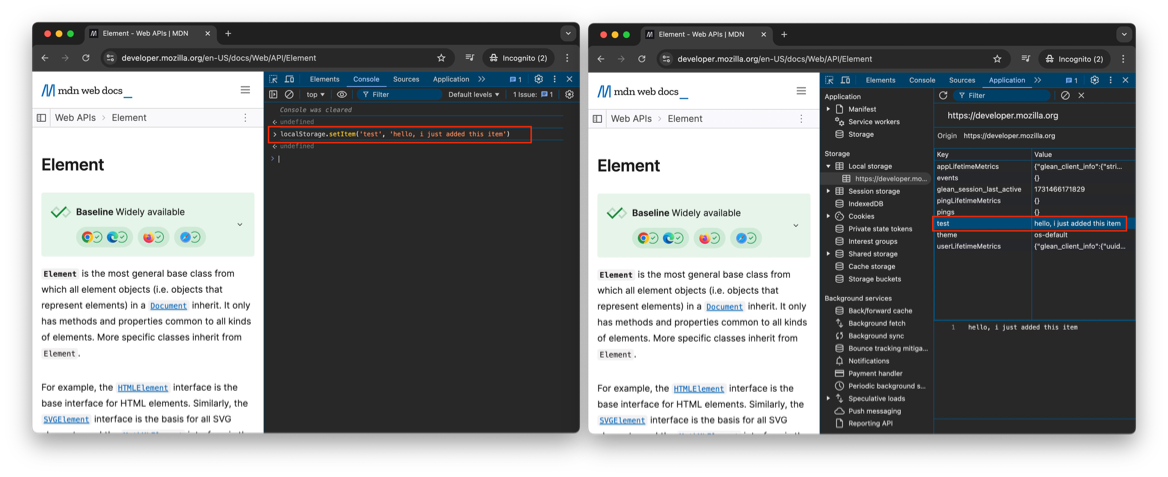 Element - Web APIs | MDN
developer.mozilla.org/en-US/docs/Web/API/Element
Incognito (2)
mdn web docs_
Web APIs > Element
Element
Baseline Widely available
Element is the most general base class from
which all element objects (i.e. objects that
represent elements) in a Document inherit. It only
has methods and properties common to all kinds
of elements. More specific classes inherit from
Element.
For example, the HTMLElement interface is the
base interface for HTML elements. Similarly, the
SVGElement interface is the basis for all SVG
Elements Console Sources Application 1
top Filter Default levels 1 Issue: 1
Console was cleared
undefined
localStorage.setItem('test', 'hello, i just added this item')
undefined
Element - Web APIs | MDN
developer.mozilla.org/en-US/docs/Web/API/Element
Incognito (2)
mdn web docs_
Web APIs > Element
Element
Baseline Widely available
Element is the most general base class from
which all element objects (i.e. objects that
represent elements) in a Document inherit. It only
has methods and properties common to all kinds
of elements. More specific classes inherit from
Element.
For example, the HTMLElement interface is the
base interface for HTML elements. Similarly, the
SVGElement interface is the basis for all SVG
Elements Console Sources Application 1
Application
Manifest
Service workers
Storage
Storage
Local storage
https://developer.mo...
Session storage
IndexedDB
Cookies
Private state tokens
Interest groups
Shared storage
Cache storage
Storage buckets
Background services
Back/forward cache
Background fetch
Background sync
Bounce tracking mitiga...
Notifications
Payment handler
Periodic background s...
Speculative loads
Push messaging
Reporting API
Filter
https://developer.mozilla.org
Origin https://developer.mozilla.org
Key Value
appLifetimeMetrics {"glean_client_info":{"stri...
events {}
glean_session_last_active 1731466171829
pingLifetimeMetrics {}
pings {}
test hello, i just added this item
theme os-default
userLifetimeMetrics {"glean_client_info":{"uuid...
1 hello, i just added this item